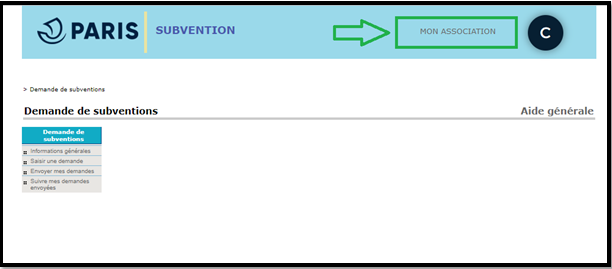 PARIS
SUBVENTION
MON ASSOCIATION
C
> Demande de subventions
Demande de subventions
Aide générale
Demande de
subventions
Informations générales
Saisir une demande
Envoyer mes demandes
Suivre mes demandes
envoyées